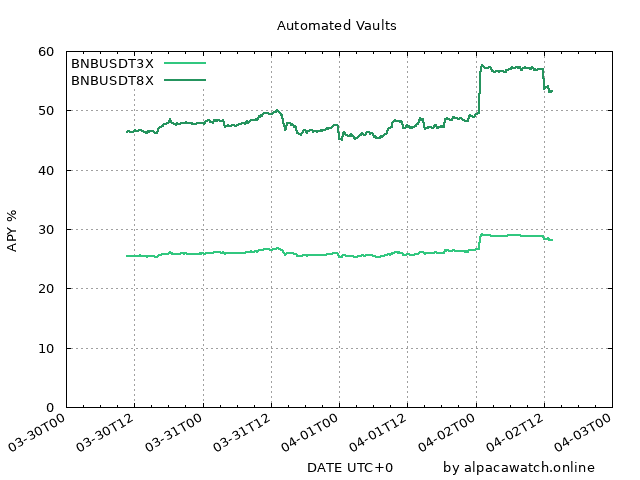 Automated Vaults
BNBUSDT3X
BNBUSDT8X
60
50
40
30
20
10
0
APY %
03-30T00
03-30T12
03-31T00
03-31T12
04-01T00
04-01T12
04-02T00
04-02T12
04-03T00
DATE UTC+0
by alpacawatch.online